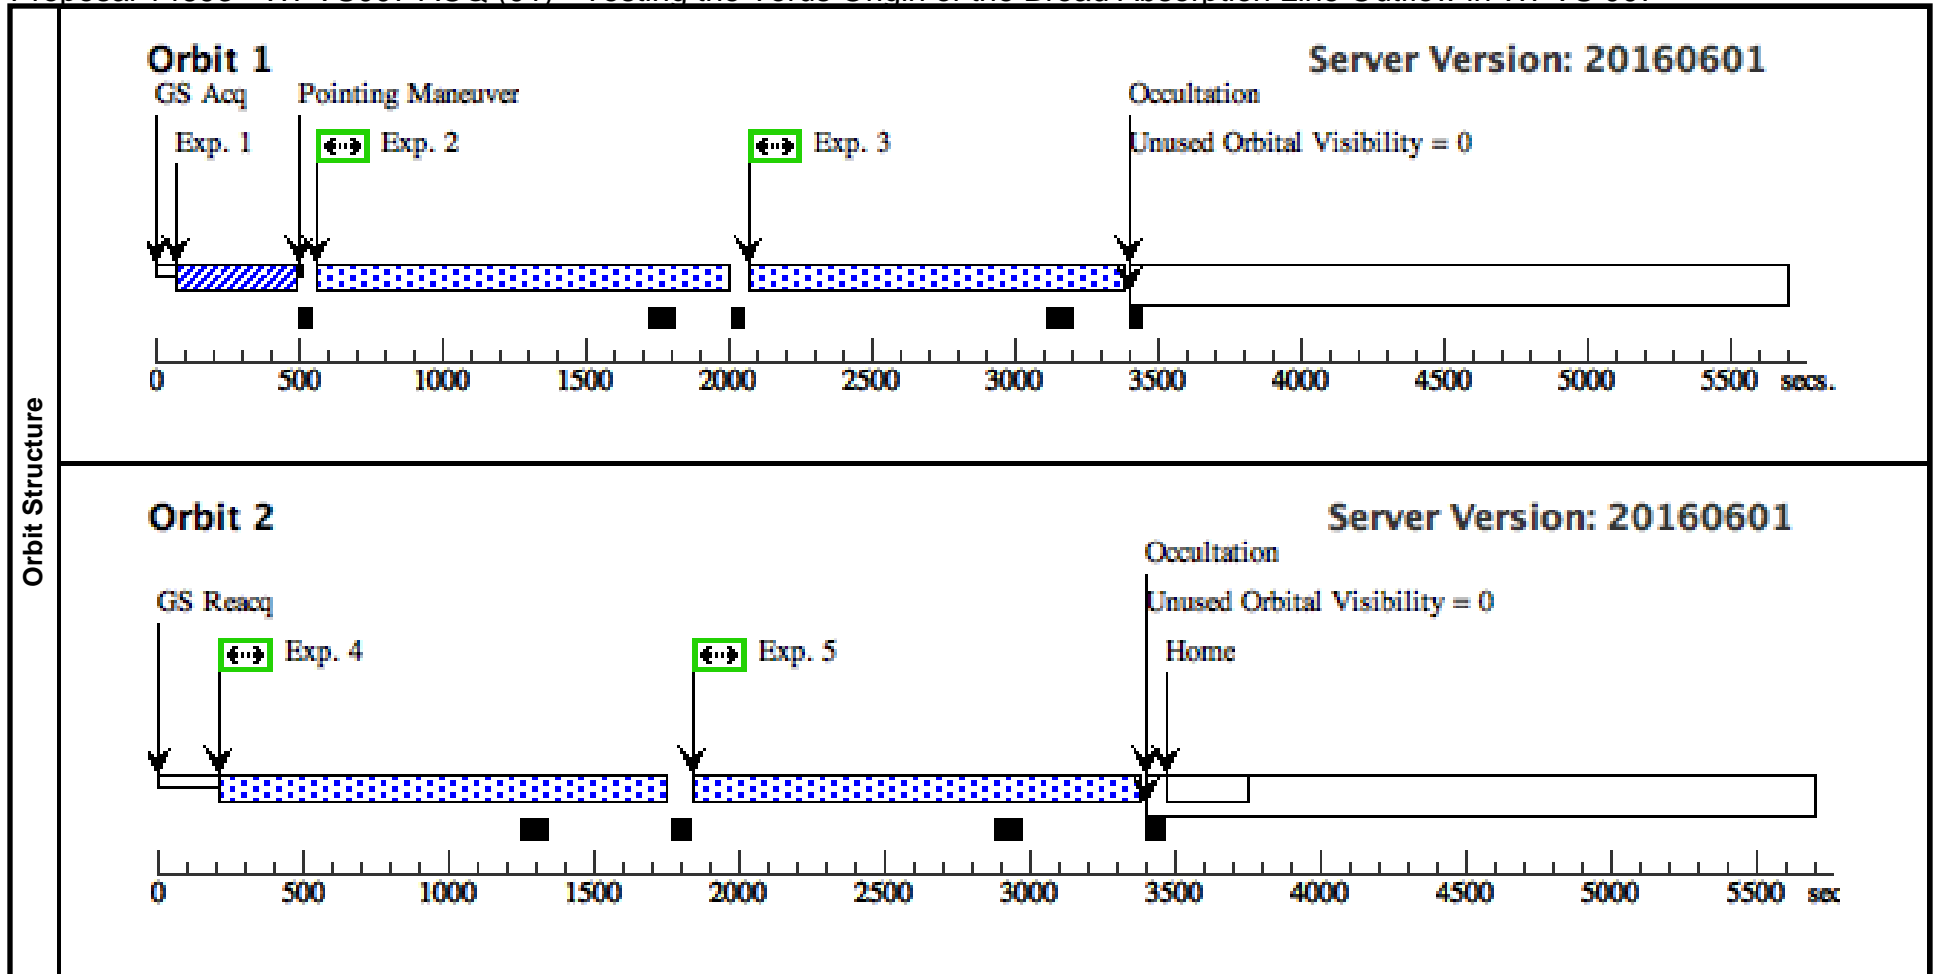 Orbit 1 Server Version: 20160601
GS Acq Pointing Maneuver Occultation
Exp. 1 Exp. 2 Exp. 3 Unused Orbital Visibility = 0
0 500 1000 1500 2000 2500 3000 3500 4000 4500 5000 5500 secs.
Orbit Structure
Orbit 2 Server Version: 20160601
Occultation
GS Reacq Unused Orbital Visibility = 0
Exp. 4 Exp. 5 Home
0 500 1000 1500 2000 2500 3000 3500 4000 4500 5000 5500 sec